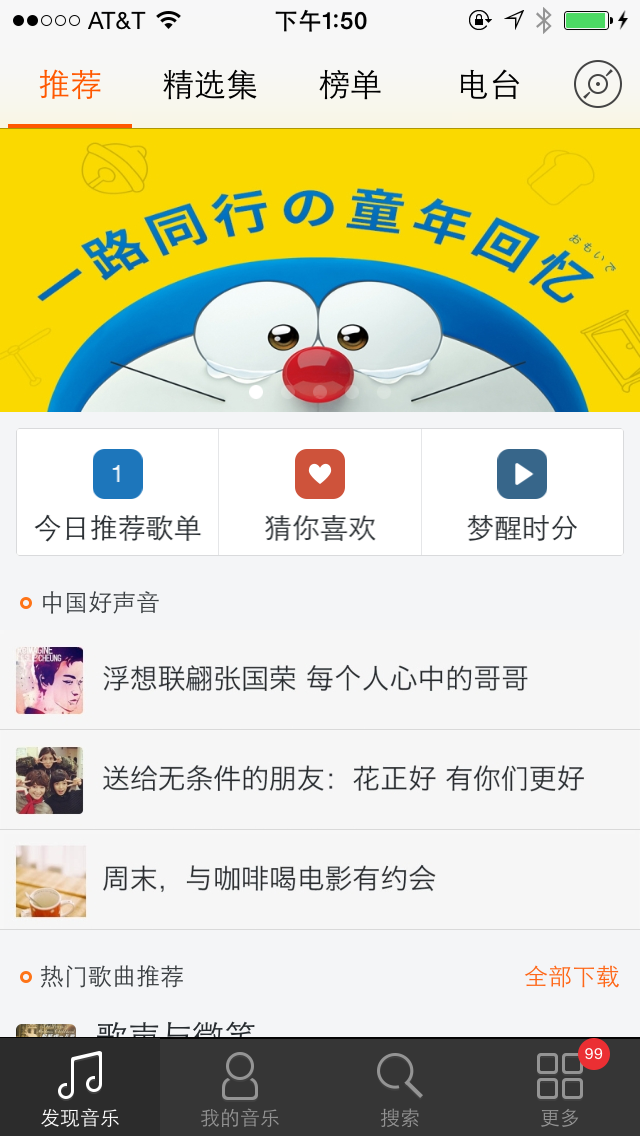 AT&T 下午1:50
推荐 精选集 榜单 电台
一路同行の童年回忆
おもいで
1
今日推荐歌单 猜你喜欢 梦醒时分
中国好声音
浮想联翩张国荣 每个人心中的哥哥
送给无条件的朋友：花正好 有你们更好
周末，与咖啡喝电影有约会
热门歌曲推荐 全部下载
歌声与微笑
99
发现音乐 我的音乐 搜索 更多